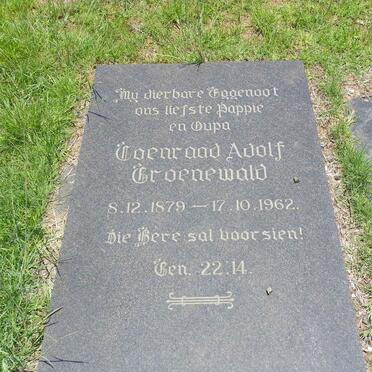 My dierbare Eggenoot
ons liefste Pappie
en Oupa
Coenraad Adolf
Groenewald
8.12.1879 — 17.10.1962.
Die Here sal voorsien!
Gen. 22:14.